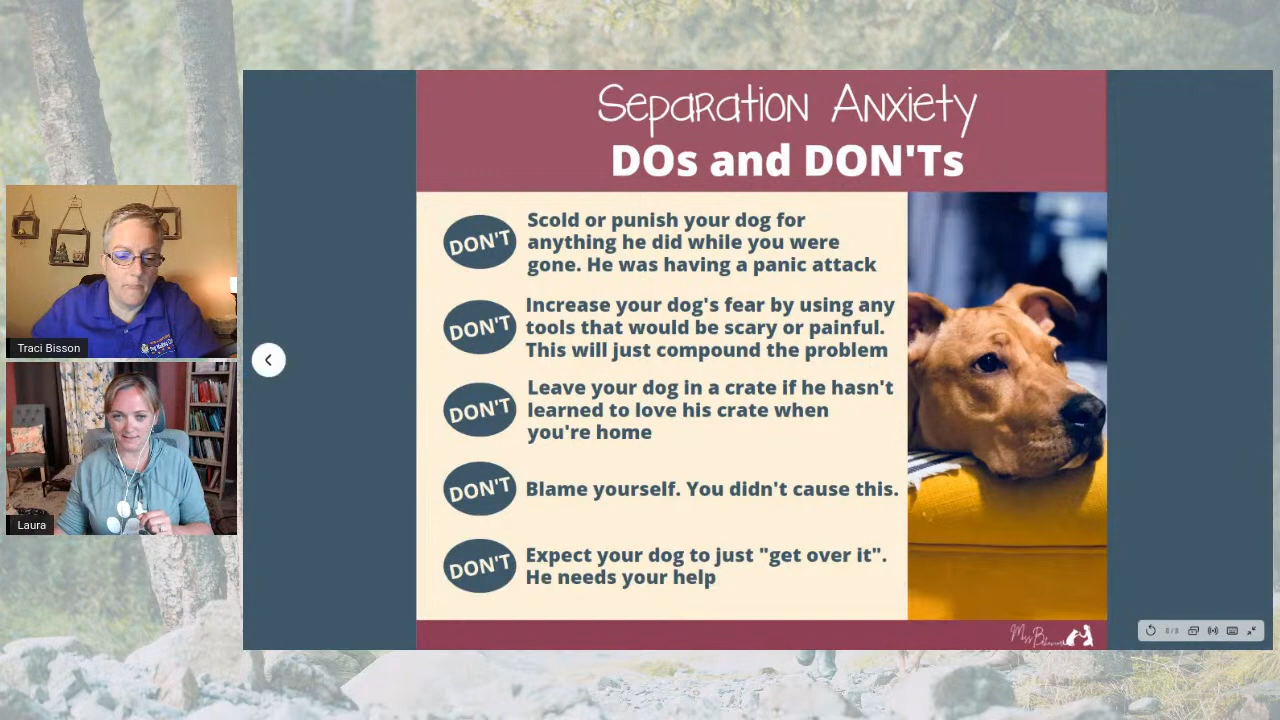 Separation Anxiety
DOs and DON'Ts
DON'T
Scold or punish your dog for
anything he did while you were
gone. He was having a panic attack
DON'T
Increase your dog's fear by using any
tools that would be scary or painful.
This will just compound the problem
DON'T
Leave your dog in a crate if he hasn't
learned to love his crate when
you're home
DON'T
Blame yourself. You didn't cause this.
DON'T
Expect your dog to just "get over it".
He needs your help
Traci Bisson
Laura
8/8